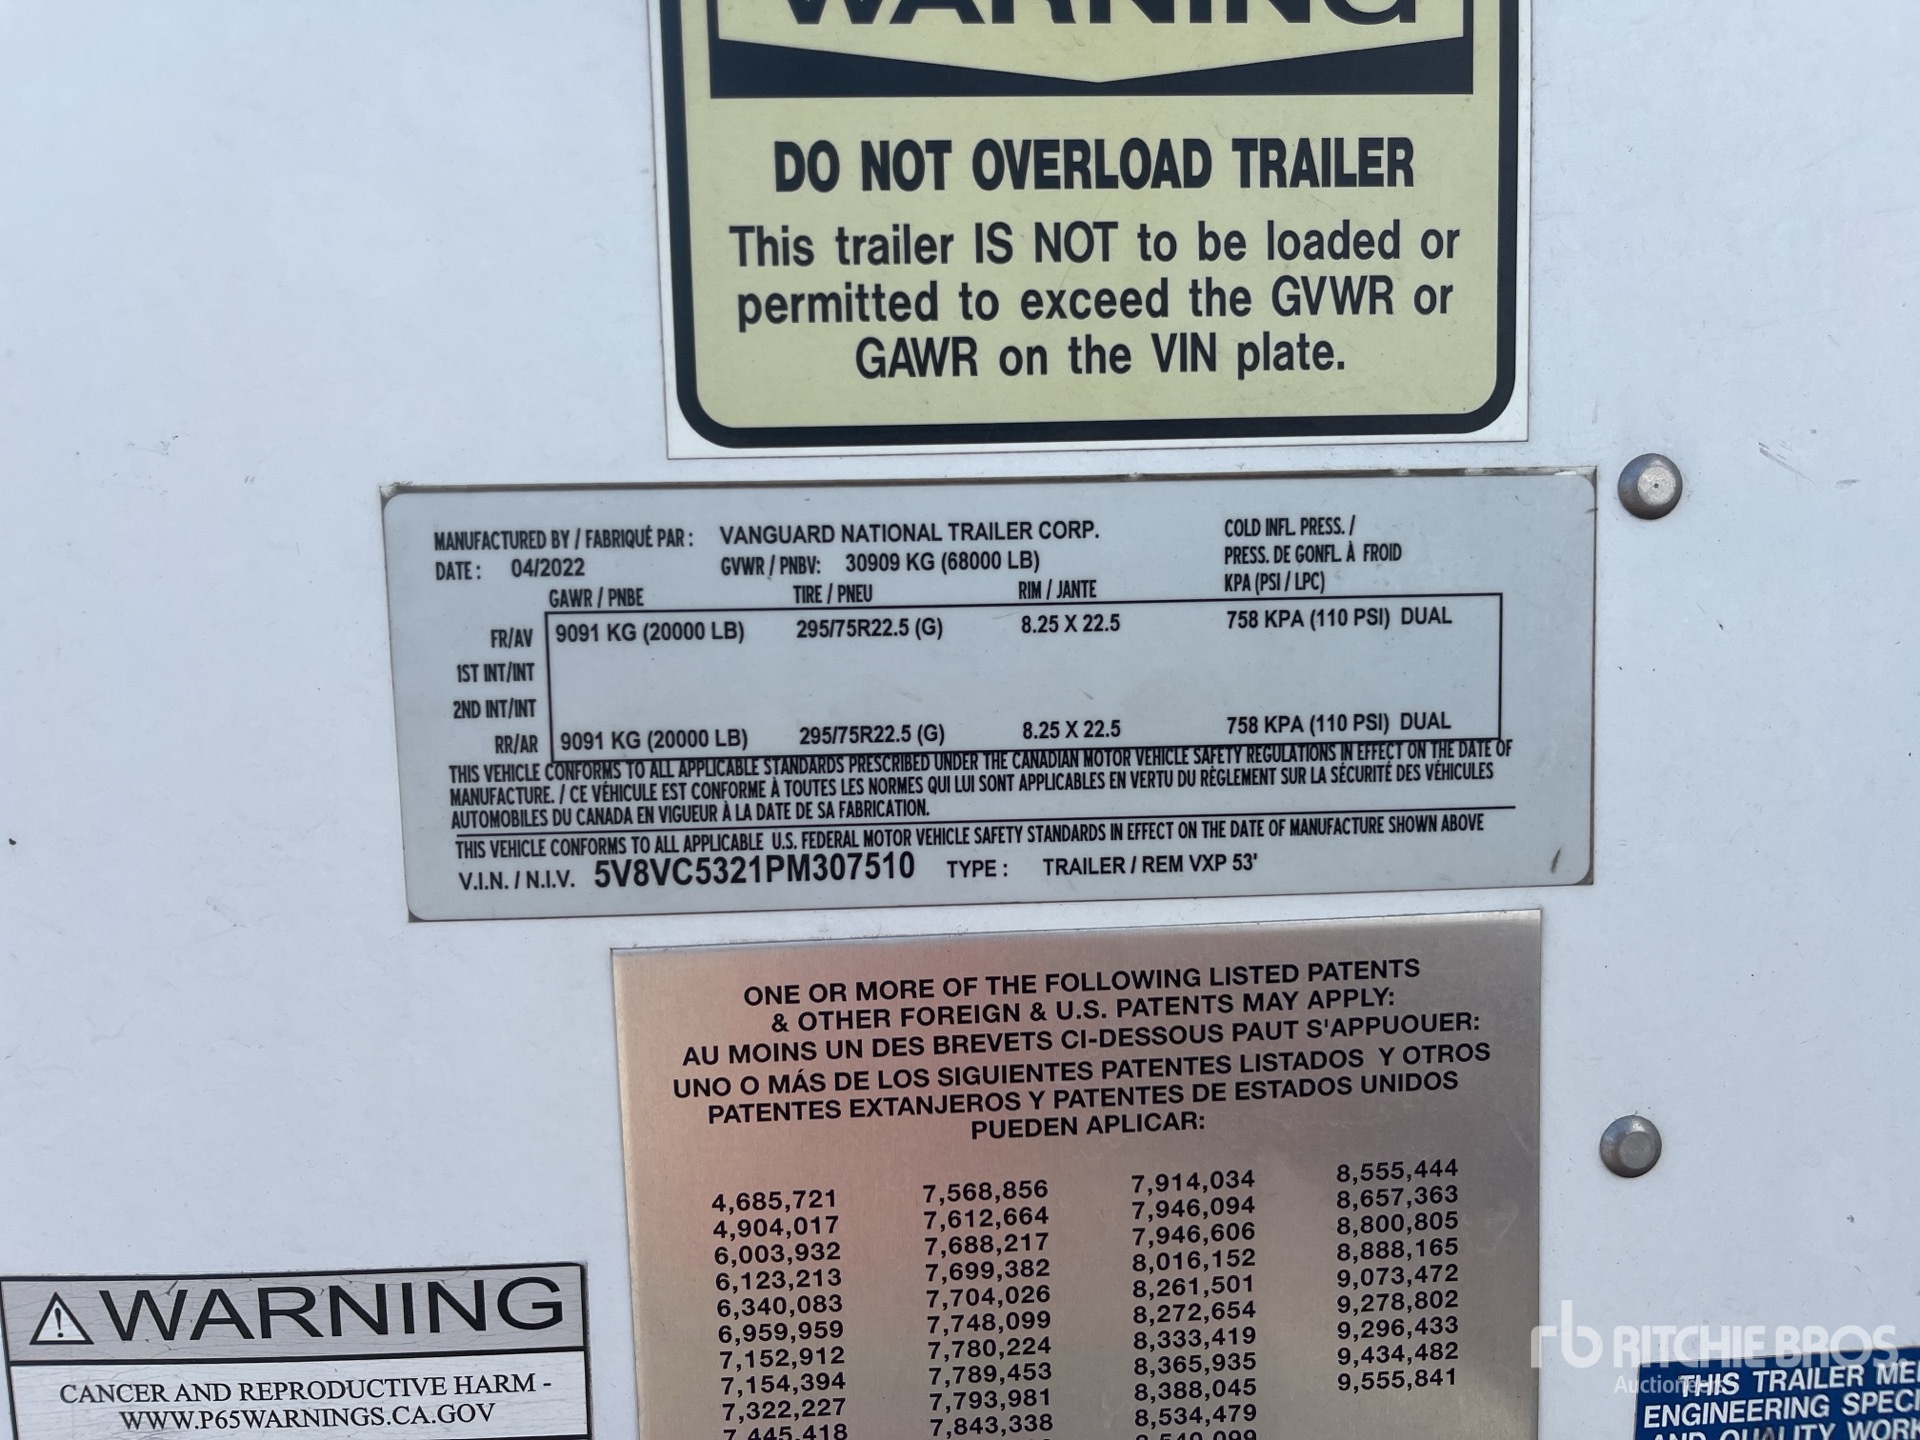 WARNING
DO NOT OVERLOAD TRAILER
This trailer IS NOT to be loaded or
permitted to exceed the GVWR or
GAWR on the VIN plate.
MANUFACTURED BY / FABRIQUÉ PAR : VANGUARD NATIONAL TRAILER CORP.
DATE : 04/2022 GVWR / PNBV: 30909 KG (68000 LB)
COLD INFL. PRESS. /
PRESS. DE GONFL. À FROID
KPA (PSI / LPC)
GAWR / PNBE TIRE / PNEU RIM / JANTE
FR/AV 9091 KG (20000 LB) 295/75R22.5 (G) 8.25 X 22.5 758 KPA (110 PSI) DUAL
1ST INT/INT
2ND INT/INT
RR/AR 9091 KG (20000 LB) 295/75R22.5 (G) 8.25 X 22.5 758 KPA (110 PSI) DUAL
THIS VEHICLE CONFORMS TO ALL APPLICABLE STANDARDS PRESCRIBED UNDER THE CANADIAN MOTOR VEHICLE SAFETY REGULATIONS IN EFFECT ON THE DATE OF
MANUFACTURE. / CE VÉHICULE EST CONFORME À TOUTES LES NORMES QUI LUI SONT APPLICABLES EN VERTU DU RÈGLEMENT SUR LA SÉCURITÉ DES VÉHICULES
AUTOMOBILES DU CANADA EN VIGUEUR À LA DATE DE SA FABRICATION.
THIS VEHICLE CONFORMS TO ALL APPLICABLE U.S. FEDERAL MOTOR VEHICLE SAFETY STANDARDS IN EFFECT ON THE DATE OF MANUFACTURE SHOWN ABOVE
V.I.N. / N.I.V. 5V8VC5321PM307510 TYPE : TRAILER / REM VXP 53'
ONE OR MORE OF THE FOLLOWING LISTED PATENTS
& OTHER FOREIGN & U.S. PATENTS MAY APPLY:
AU MOINS UN DES BREVETS CI-DESSOUS PAUT S'APPUOUER:
UNO O MÁS DE LOS SIGUIENTES PATENTES LISTADOS Y OTROS
PATENTES EXTANJEROS Y PATENTES DE ESTADOS UNIDOS
PUEDEN APLICAR:
4,685,721 7,568,856 7,914,034 8,555,444
4,904,017 7,612,664 7,946,094 8,657,363
6,003,932 7,688,217 7,946,606 8,800,805
6,123,213 7,699,382 8,016,152 8,888,165
6,340,083 7,704,026 8,261,501 9,073,472
6,959,959 7,748,099 8,272,654 9,278,802
7,152,912 7,780,224 8,333,419 9,296,433
7,154,394 7,789,453 8,365,935 9,434,482
7,322,227 7,793,981 8,388,045 9,555,841
7,445,418 7,843,338 8,534,479
8,540,099
WARNING
CANCER AND REPRODUCTIVE HARM -
WWW.P65WARNINGS.CA.GOV
rb RITCHIE BROS
Auctioneers
THIS TRAILER ME
ENGINEERING SPECI
AND QUALITY WORK